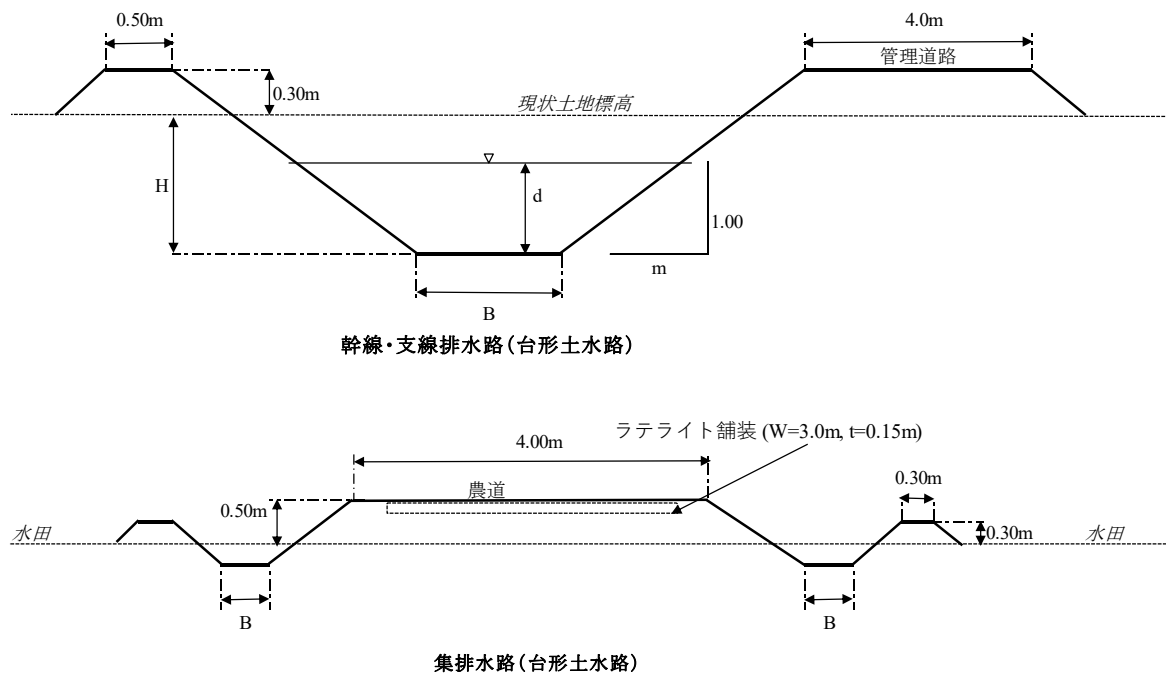 0.50m
4.0m
管理道路
0.30m
現状土地標高
▽
H
d
1.00
m
B
幹線・支線排水路(台形土水路)
ラテライト舗装 (W=3.0m, t=0.15m)
4.00m
農道
0.30m
0.50m
水田
0.30m
水田
B
B
集排水路(台形土水路)